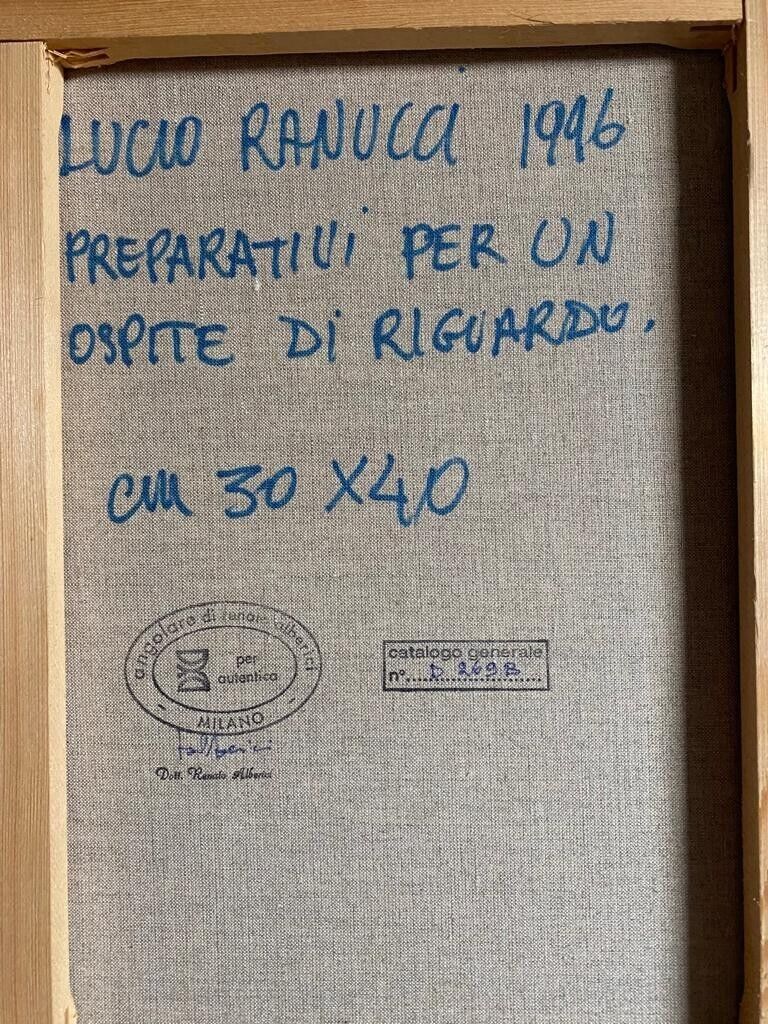 LUCIO RANUCCI 1996
PREPARATIVI PER UN
OSPITE DI RIGUARDO.
cm 30 X 40
angolare di renato alberici
per
autentica
MILANO
Dott. Renato Alberici
catalogo generale
n°....D 269B....